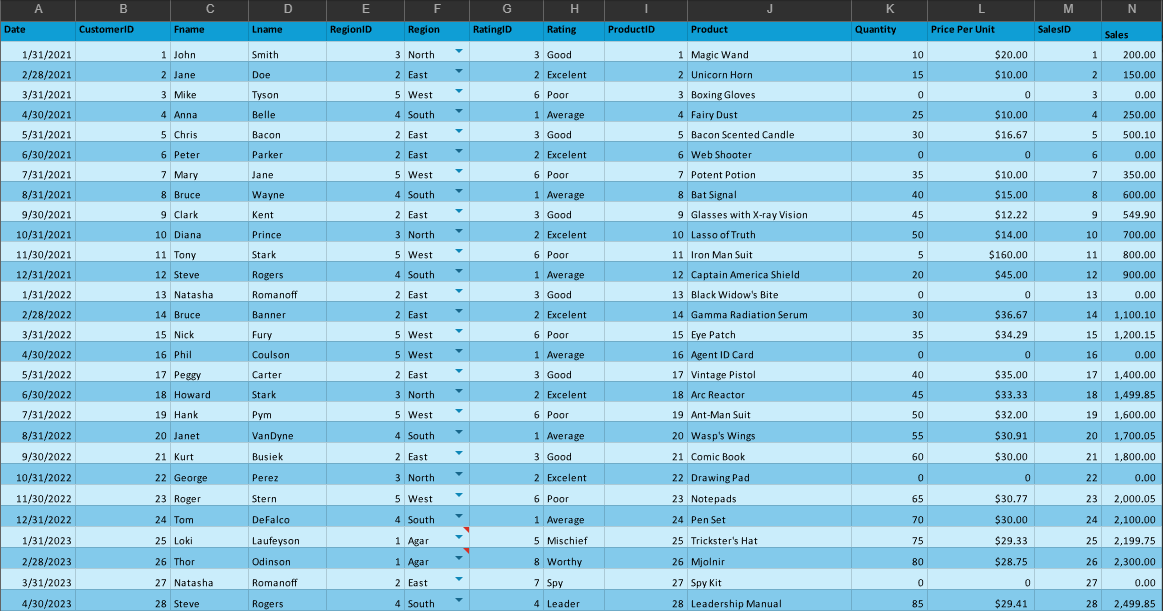 A B C D E F G H I J K L M N
Date CustomerID Fname Lname RegionID Region RatingID Rating ProductID Product Quantity Price Per Unit SalesID Sales
1/31/2021 1 John Smith 3 North 3 Good 1 Magic Wand 10 $20.00 1 200.00
2/28/2021 2 Jane Doe 2 East 2 Excelent 2 Unicorn Horn 15 $10.00 2 150.00
3/31/2021 3 Mike Tyson 5 West 6 Poor 3 Boxing Gloves 0 0 3 0.00
4/30/2021 4 Anna Belle 4 South 1 Average 4 Fairy Dust 25 $10.00 4 250.00
5/31/2021 5 Chris Bacon 2 East 3 Good 5 Bacon Scented Candle 30 $16.67 5 500.10
6/30/2021 6 Peter Parker 2 East 2 Excelent 6 Web Shooter 0 0 6 0.00
7/31/2021 7 Mary Jane 5 West 6 Poor 7 Potent Potion 35 $10.00 7 350.00
8/31/2021 8 Bruce Wayne 4 South 1 Average 8 Bat Signal 40 $15.00 8 600.00
9/30/2021 9 Clark Kent 2 East 3 Good 9 Glasses with X-ray Vision 45 $12.22 9 549.90
10/31/2021 10 Diana Prince 3 North 2 Excelent 10 Lasso of Truth 50 $14.00 10 700.00
11/30/2021 11 Tony Stark 5 West 6 Poor 11 Iron Man Suit 5 $160.00 11 800.00
12/31/2021 12 Steve Rogers 4 South 1 Average 12 Captain America Shield 20 $45.00 12 900.00
1/31/2022 13 Natasha Romanoff 2 East 3 Good 13 Black Widow's Bite 0 0 13 0.00
2/28/2022 14 Bruce Banner 2 East 2 Excelent 14 Gamma Radiation Serum 30 $36.67 14 1,100.10
3/31/2022 15 Nick Fury 5 West 6 Poor 15 Eye Patch 35 $34.29 15 1,200.15
4/30/2022 16 Phil Coulson 5 West 1 Average 16 Agent ID Card 0 0 16 0.00
5/31/2022 17 Peggy Carter 2 East 3 Good 17 Vintage Pistol 40 $35.00 17 1,400.00
6/30/2022 18 Howard Stark 3 North 2 Excelent 18 Arc Reactor 45 $33.33 18 1,499.85
7/31/2022 19 Hank Pym 5 West 6 Poor 19 Ant-Man Suit 50 $32.00 19 1,600.00
8/31/2022 20 Janet VanDyne 4 South 1 Average 20 Wasp's Wings 55 $30.91 20 1,700.05
9/30/2022 21 Kurt Busiek 2 East 3 Good 21 Comic Book 60 $30.00 21 1,800.00
10/31/2022 22 George Perez 3 North 2 Excelent 22 Drawing Pad 0 0 22 0.00
11/30/2022 23 Roger Stern 5 West 6 Poor 23 Notepads 65 $30.77 23 2,000.05
12/31/2022 24 Tom DeFalco 4 South 1 Average 24 Pen Set 70 $30.00 24 2,100.00
1/31/2023 25 Loki Laufeyson 1 Agar 5 Mischief 25 Trickster's Hat 75 $29.33 25 2,199.75
2/28/2023 26 Thor Odinson 1 Agar 8 Worthy 26 Mjolnir 80 $28.75 26 2,300.00
3/31/2023 27 Natasha Romanoff 2 East 7 Spy 27 Spy Kit 0 0 27 0.00
4/30/2023 28 Steve Rogers 4 South 4 Leader 28 Leadership Manual 85 $29.41 28 2,499.85